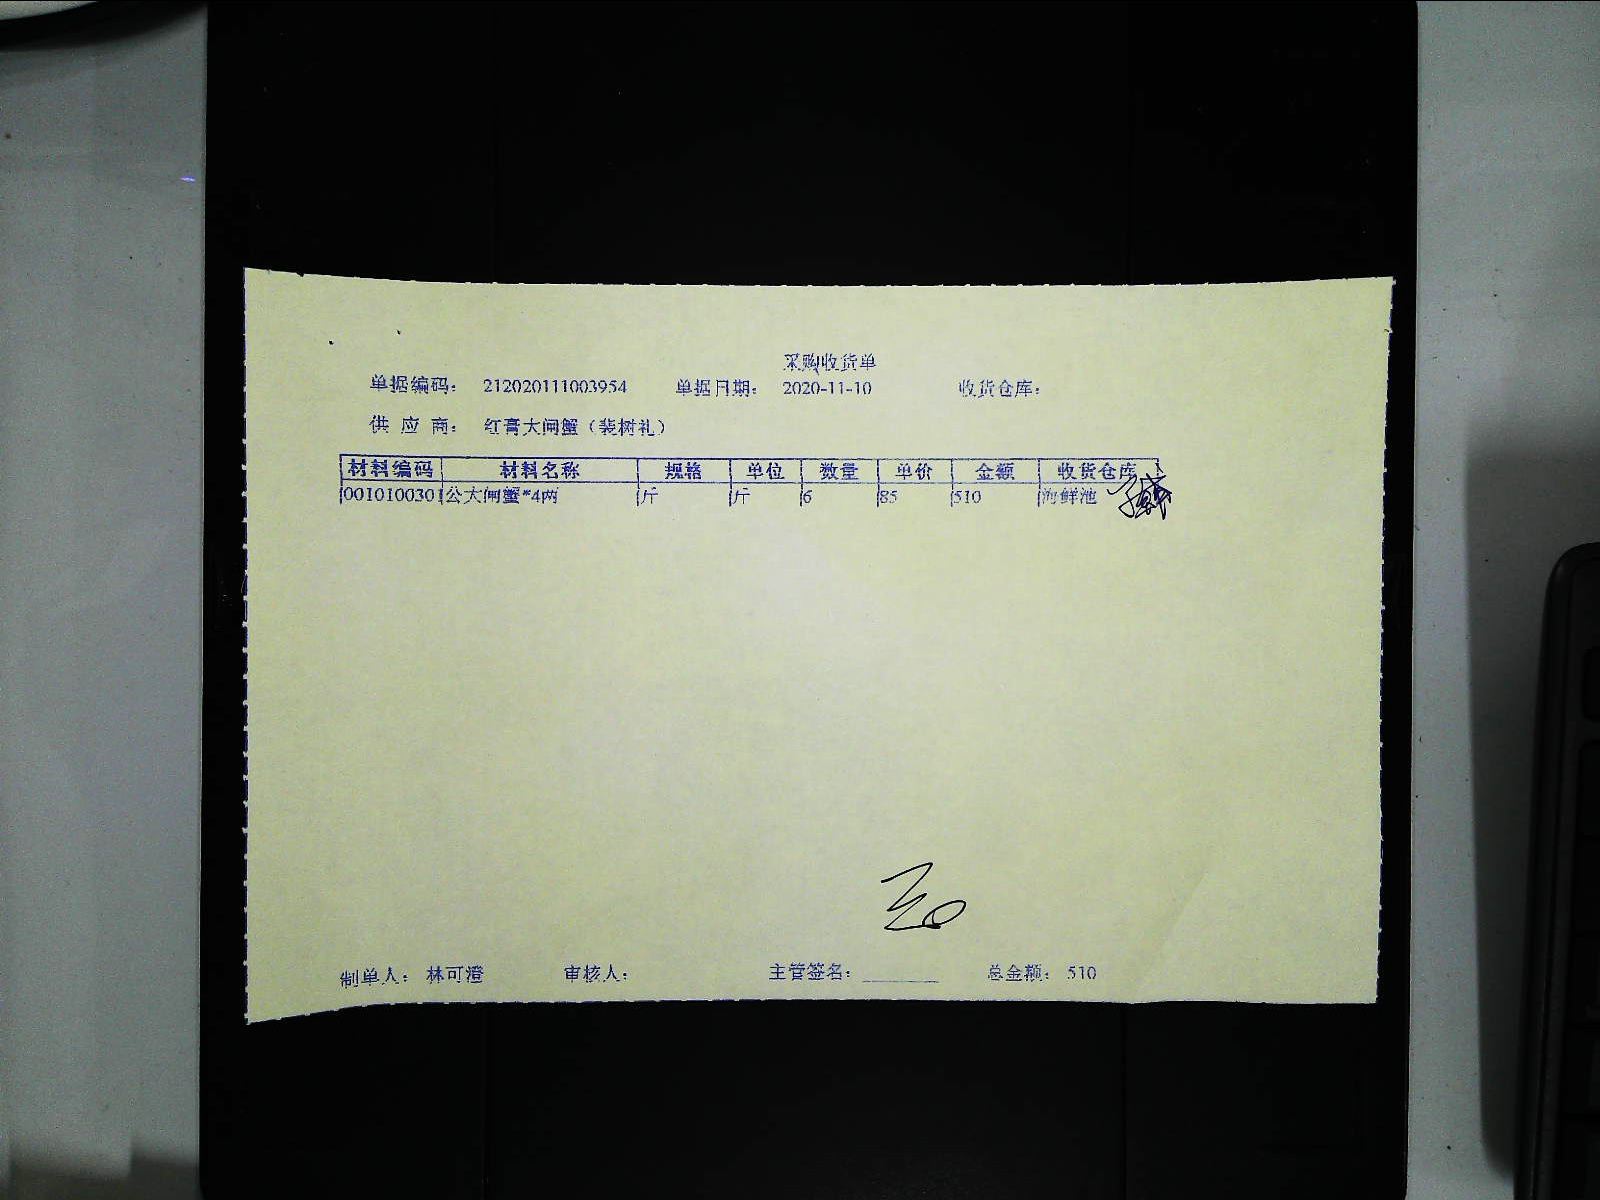 采购收货单
单据编码： 212020111003954 单据日期： 2020-11-10 收货仓库：
供 应 商： 红膏大闸蟹（裴树礼）
材料编码 材料名称 规格 单位 数量 单价 金额 收货仓库
0010100301 公大闸蟹*4两 斤 斤 6 85 510 海鲜池
制单人： 林可澄 审核人： 主管签名： 总金额： 510